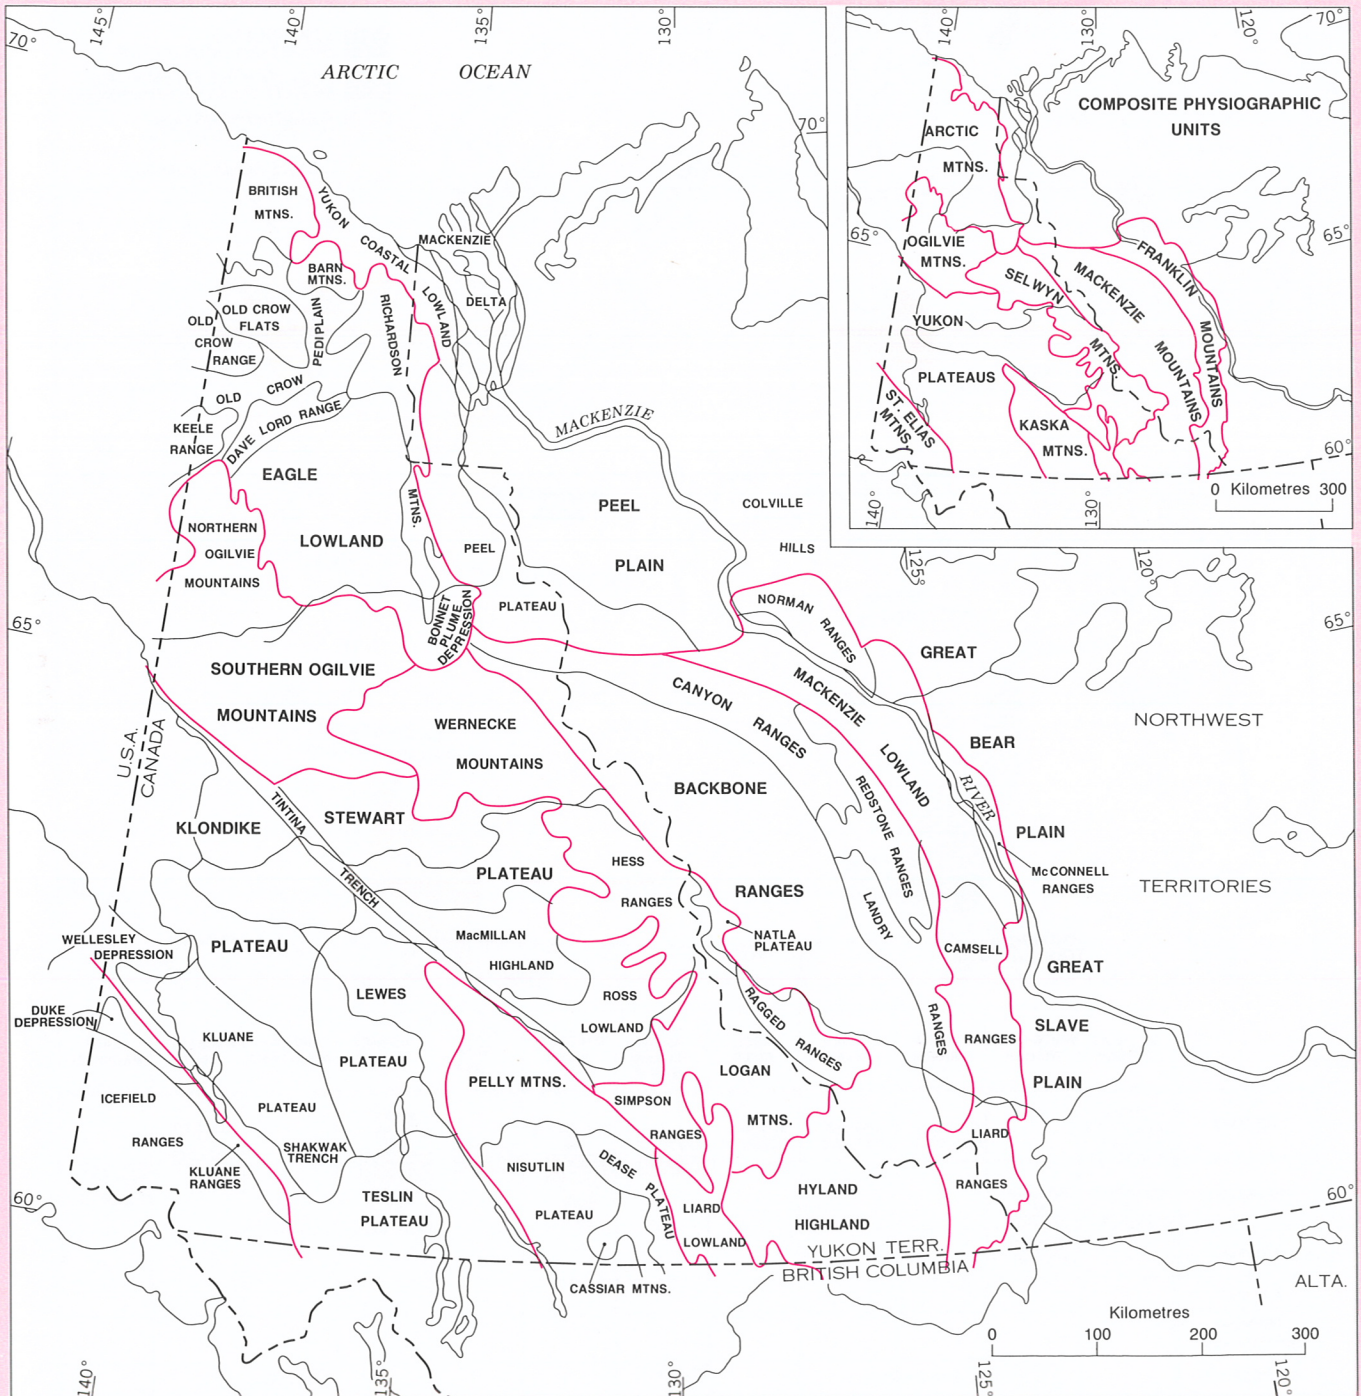 145°
140°
135°
130°
70°
ARCTIC OCEAN
70°
BRITISH
MTNS.
YUKON COASTAL LOWLAND
MACKENZIE
DELTA
BARN
MTNS.
OLD CROW
FLATS
OLD
CROW
RANGE
PEDIPLAIN
RICHARDSON
OLD CROW
KEELE
RANGE
DAVE LORD RANGE
MACKENZIE
EAGLE
LOWLAND
MTNS.
NORTHERN
OGILVIE
MOUNTAINS
PEEL
PLATEAU
PEEL
PLAIN
COLVILLE
HILLS
BONNET
PLUME
DEPRESSION
NORMAN
RANGES
65°
65°
SOUTHERN OGILVIE
MOUNTAINS
WERNECKE
MOUNTAINS
CANYON
RANGES
MACKENZIE
LOWLAND
GREAT
BEAR
PLAIN
NORTHWEST
TERRITORIES
U.S.A.
CANADA
TINTINA
TRENCH
STEWART
PLATEAU
KLONDIKE
PLATEAU
BACKBONE
RANGES
REDSTONE RANGES
RIVER
McCONNELL
RANGES
HESS
RANGES
LANDRY
RANGES
NATLA
PLATEAU
MacMILLAN
HIGHLAND
CAMSELL
RANGES
GREAT
SLAVE
PLAIN
WELLESLEY
DEPRESSION
DUKE
DEPRESSION
LEWES
PLATEAU
ROSS
LOWLAND
RAGGED
RANGES
KLUANE
PLATEAU
PELLY MTNS.
LOGAN
MTNS.
SIMPSON
RANGES
ICEFIELD
RANGES
KLUANE
RANGES
SHAKWAK
TRENCH
LIARD
RANGES
NISUTLIN
PLATEAU
DEASE
PLATEAU
TESLIN
PLATEAU
LIARD
LOWLAND
HYLAND
HIGHLAND
60°
60°
CASSIAR MTNS.
YUKON TERR.
BRITISH COLUMBIA
ALTA.
Kilometres
0 100 200 300
140°
135°
130°
125°
120°
125°
120°
140°
130°
120°
70°
COMPOSITE PHYSIOGRAPHIC
UNITS
ARCTIC
MTNS.
65°
65°
OGILVIE
MTNS.
SELWYN
MTNS.
MACKENZIE
MOUNTAINS
FRANKLIN
MOUNTAINS
YUKON
PLATEAUS
ST. ELIAS
MTNS.
KASKA
MTNS.
60°
0 Kilometres 300
140°
130°